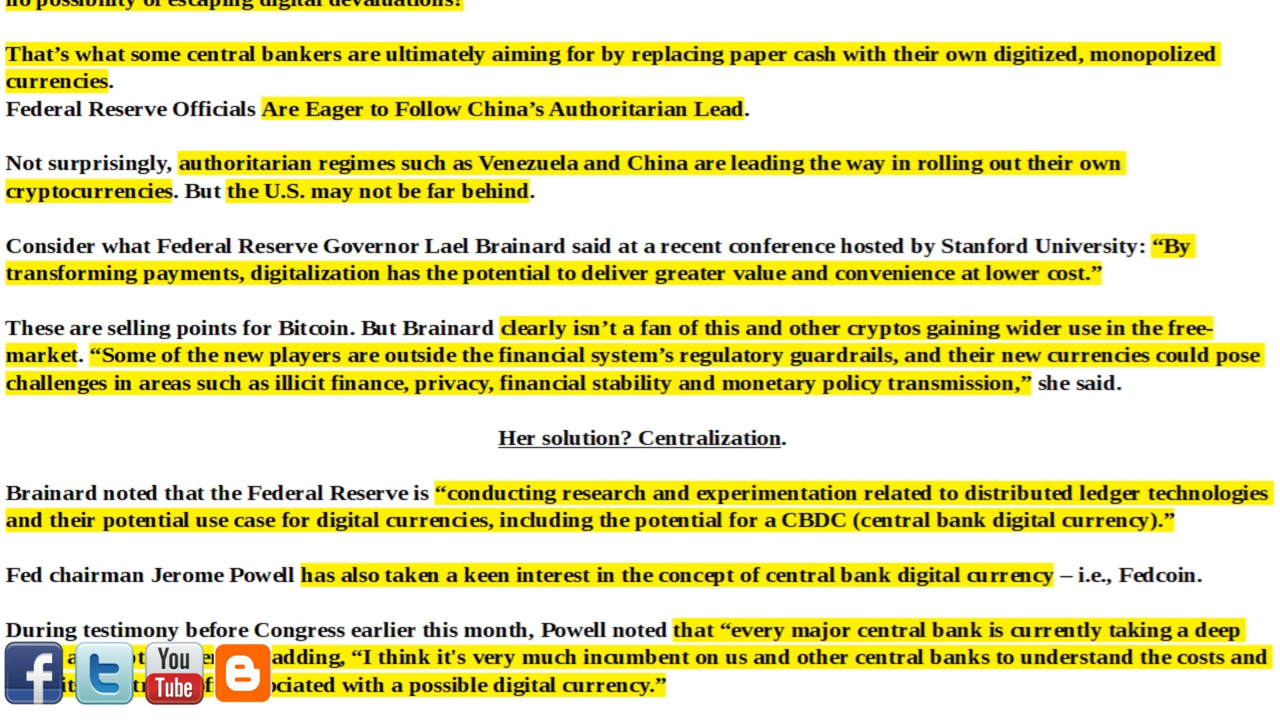 no possibility of escaping digital devaluations?
That’s what some central bankers are ultimately aiming for by replacing paper cash with their own digitized, monopolized
currencies.
Federal Reserve Officials Are Eager to Follow China’s Authoritarian Lead.
Not surprisingly, authoritarian regimes such as Venezuela and China are leading the way in rolling out their own
cryptocurrencies. But the U.S. may not be far behind.
Consider what Federal Reserve Governor Lael Brainard said at a recent conference hosted by Stanford University: “By
transforming payments, digitalization has the potential to deliver greater value and convenience at lower cost.”
These are selling points for Bitcoin. But Brainard clearly isn’t a fan of this and other cryptos gaining wider use in the free-
market. “Some of the new players are outside the financial system’s regulatory guardrails, and their new currencies could pose
challenges in areas such as illicit finance, privacy, financial stability and monetary policy transmission,” she said.
Her solution? Centralization.
Brainard noted that the Federal Reserve is “conducting research and experimentation related to distributed ledger technologies
and their potential use case for digital currencies, including the potential for a CBDC (central bank digital currency).”
Fed chairman Jerome Powell has also taken a keen interest in the concept of central bank digital currency – i.e., Fedcoin.
During testimony before Congress earlier this month, Powell noted that “every major central bank is currently taking a deep
adding, “I think it's very much incumbent on us and other central banks to understand the costs and
with a possible digital currency.”
f t You Tube B